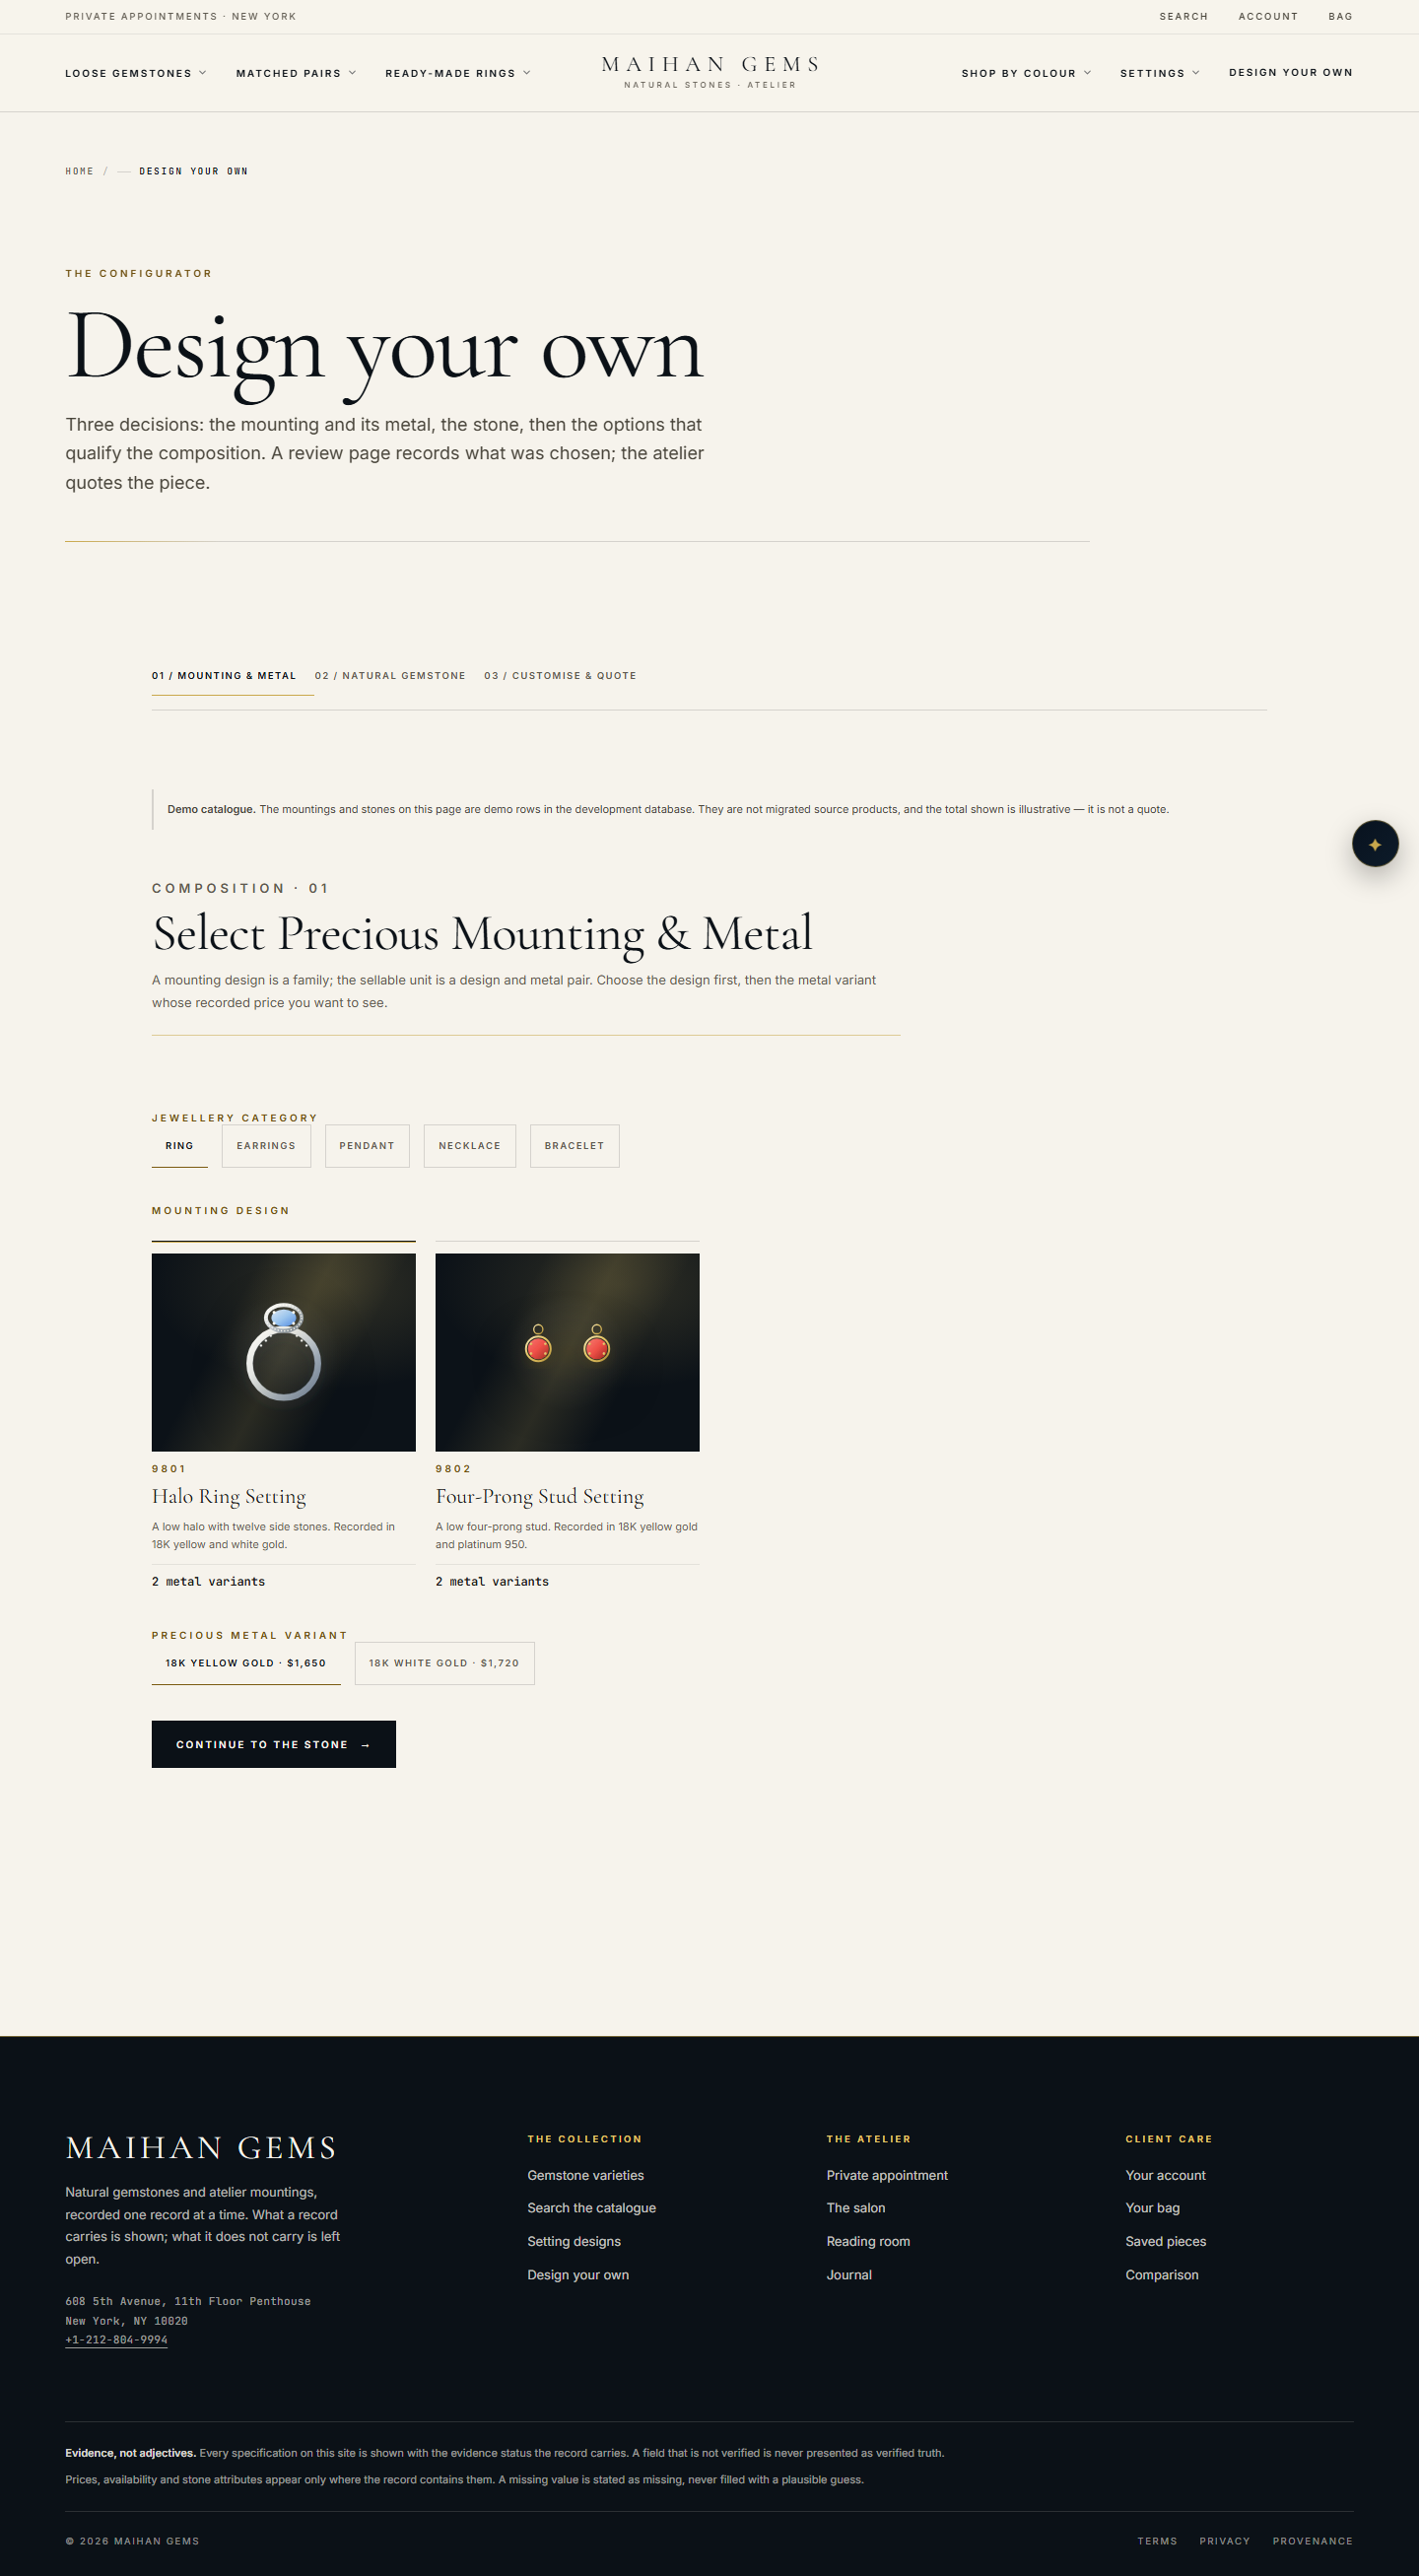 PRIVATE APPOINTMENTS · NEW YORK
SEARCH ACCOUNT BAG
LOOSE GEMSTONES MATCHED PAIRS READY-MADE RINGS
MAIHAN GEMS
NATURAL STONES · ATELIER
SHOP BY COLOUR SETTINGS DESIGN YOUR OWN
HOME / — DESIGN YOUR OWN
THE CONFIGURATOR
Design your own
Three decisions: the mounting and its metal, the stone, then the options that
qualify the composition. A review page records what was chosen; the atelier
quotes the piece.
01 / MOUNTING & METAL 02 / NATURAL GEMSTONE 03 / CUSTOMISE & QUOTE
Demo catalogue. The mountings and stones on this page are demo rows in the development database. They are not migrated source products, and the total shown is illustrative — it is not a quote.
COMPOSITION · 01
Select Precious Mounting & Metal
A mounting design is a family; the sellable unit is a design and metal pair. Choose the design first, then the metal variant
whose recorded price you want to see.
JEWELLERY CATEGORY
RING EARRINGS PENDANT NECKLACE BRACELET
MOUNTING DESIGN
9801
Halo Ring Setting
A low halo with twelve side stones. Recorded in
18K yellow and white gold.
2 metal variants
9802
Four-Prong Stud Setting
A low four-prong stud. Recorded in 18K yellow gold
and platinum 950.
2 metal variants
PRECIOUS METAL VARIANT
18K YELLOW GOLD · $1,650 18K WHITE GOLD · $1,720
CONTINUE TO THE STONE →
MAIHAN GEMS
Natural gemstones and atelier mountings,
recorded one record at a time. What a record
carries is shown; what it does not carry is left
open.
608 5th Avenue, 11th Floor Penthouse
New York, NY 10020
+1-212-804-9994
THE COLLECTION
Gemstone varieties
Search the catalogue
Setting designs
Design your own
THE ATELIER
Private appointment
The salon
Reading room
Journal
CLIENT CARE
Your account
Your bag
Saved pieces
Comparison
Evidence, not adjectives. Every specification on this site is shown with the evidence status the record carries. A field that is not verified is never presented as verified truth.
Prices, availability and stone attributes appear only where the record contains them. A missing value is stated as missing, never filled with a plausible guess.
© 2026 MAIHAN GEMS
TERMS PRIVACY PROVENANCE